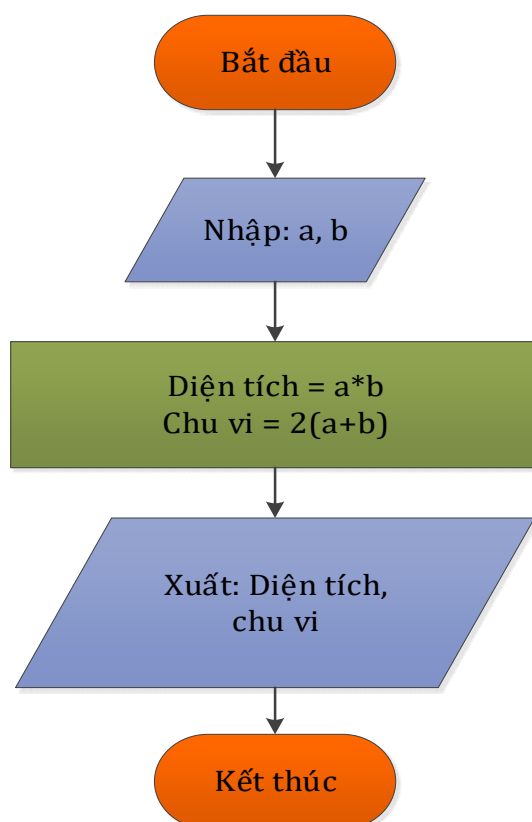 Bắt đầu
Nhập: a, b
Diện tích = a*b
Chu vi = 2(a+b)
Xuất: Diện tích,
chu vi
Kết thúc